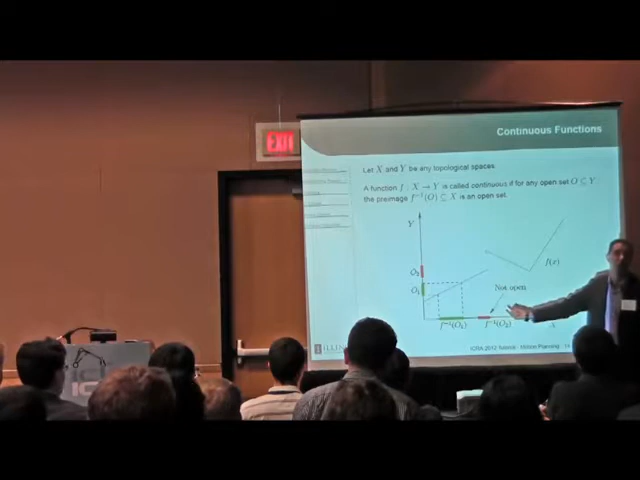 EXIT
Continuous Functions
Let X and Y be any topological spaces.
A function f : X → Y is called continuous if for any open set O ⊆ Y,
the preimage f⁻¹(O) ⊆ X is an open set.
Y
f(x)
O₂
O₁
Not open
f⁻¹(O₁)
f⁻¹(O₂)
ICRA 2012 Tutorial - Motion Planning
IC